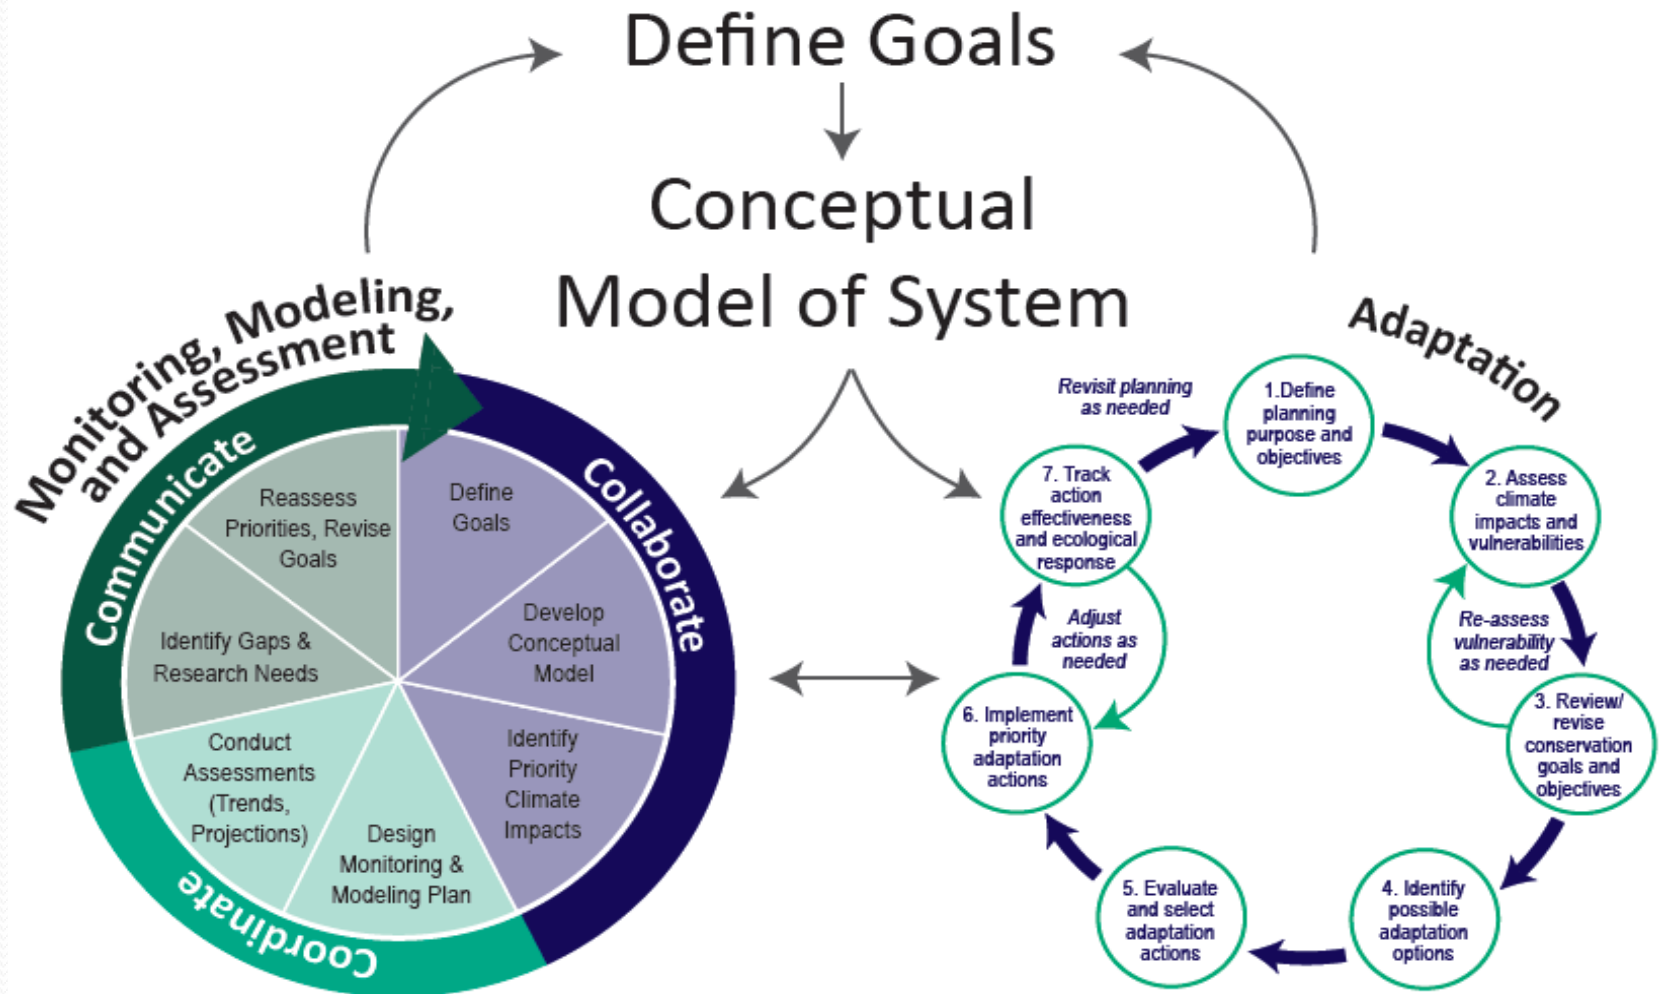 Define Goals
Conceptual
Model of System
Monitoring, Modeling,
and Assessment
Communicate
Collaborate
Coordinate
Define
Goals
Develop
Conceptual
Model
Identify
Priority
Climate
Impacts
Design
Monitoring &
Modeling Plan
Conduct
Assessments
(Trends,
Projections)
Identify Gaps &
Research Needs
Reassess
Priorities, Revise
Goals
Adaptation
1.Define
planning
purpose and
objectives
2. Assess
climate
impacts and
vulnerabilities
Re-assess
vulnerability
as needed
3. Review/
revise
conservation
goals and
objectives
4. Identify
possible
adaptation
options
5. Evaluate
and select
adaptation
actions
6. Implement
priority
adaptation
actions
Adjust
actions as
needed
7. Track
action
effectiveness
and ecological
response
Revisit planning
as needed